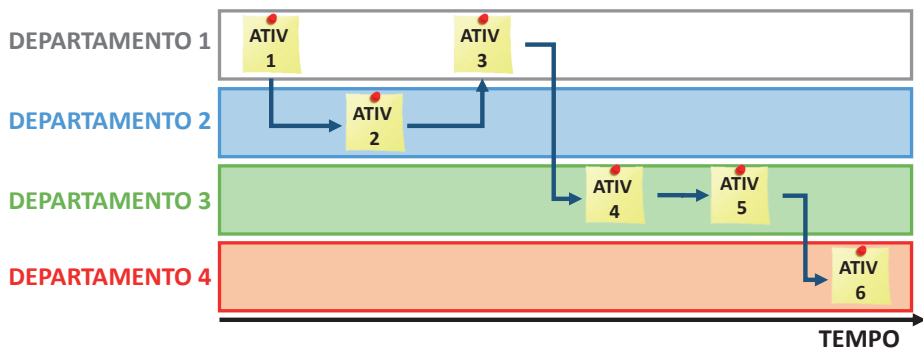 DEPARTAMENTO 1
ATIV
1
ATIV
3
DEPARTAMENTO 2
ATIV
2
DEPARTAMENTO 3
ATIV
4
ATIV
5
DEPARTAMENTO 4
ATIV
6
TEMPO